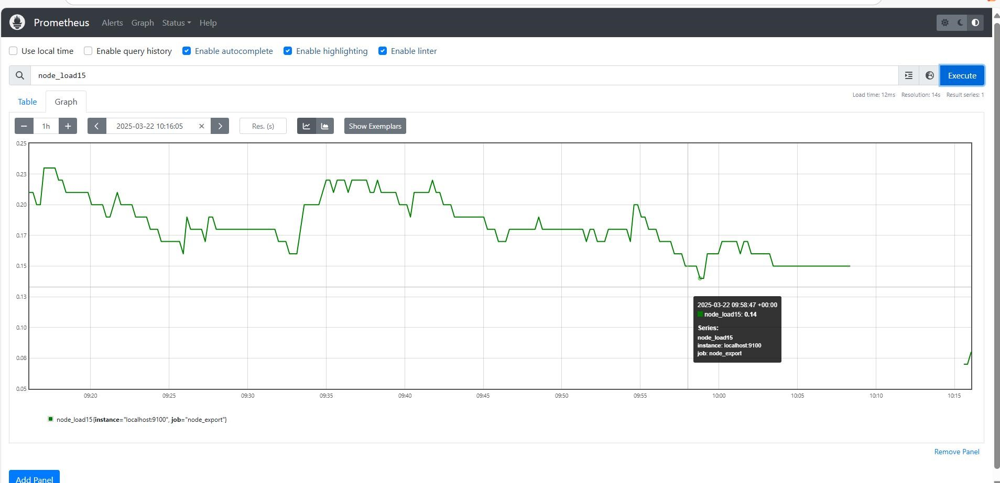 Prometheus Alerts Graph Status Help
Use local time Enable query history Enable autocomplete Enable highlighting Enable linter
node_load15 Execute
Load time: 12ms Resolution: 14s Result series: 1
Table Graph
− 1h + 2025-03-22 10:16:05 × Res. (s) Show Exemplars
0.25
0.23
0.20
0.17
0.15
0.13
0.10
0.08
0.05
2025-03-22 09:58:47 +00:00
node_load15: 0.14
Series:
node_load15
instance: localhost:9100
job: node_export
09:20 09:25 09:30 09:35 09:40 09:45 09:50 09:55 10:00 10:05 10:10 10:15
node_load15{instance="localhost:9100", job="node_export"}
Remove Panel
Add Panel